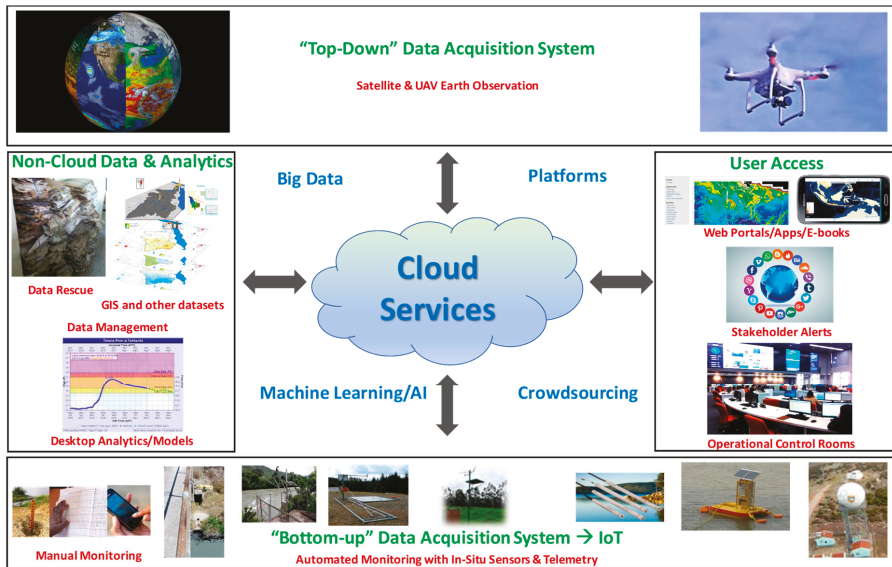 “Top-Down” Data Acquisition System
Satellite & UAV Earth Observation
Non-Cloud Data & Analytics
Data Rescue
GIS and other datasets
Data Management
Desktop Analytics/Models
Big Data
Platforms
Cloud
Services
Machine Learning/AI
Crowdsourcing
User Access
Web Portals/Apps/E-books
Stakeholder Alerts
Operational Control Rooms
Manual Monitoring
“Bottom-up” Data Acquisition System → IoT
Automated Monitoring with In-Situ Sensors & Telemetry